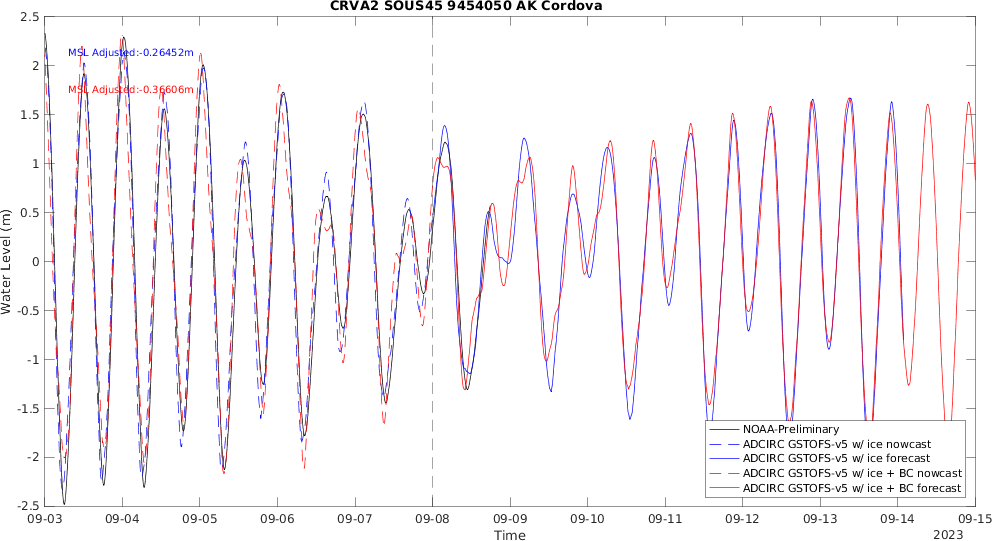 CRVA2 SOUS45 9454050 AK Cordova
2.5
2
1.5
1
0.5
0
-0.5
-1
-1.5
-2
-2.5
Water Level (m)
MSL Adjusted:-0.26452m
MSL Adjusted:-0.36606m
NOAA-Preliminary
ADCIRC GSTOFS-v5 w/ ice nowcast
ADCIRC GSTOFS-v5 w/ ice forecast
ADCIRC GSTOFS-v5 w/ ice + BC nowcast
ADCIRC GSTOFS-v5 w/ ice + BC forecast
09-03 09-04 09-05 09-06 09-07 09-08 09-09 09-10 09-11 09-12 09-13 09-14 09-15
Time
2023